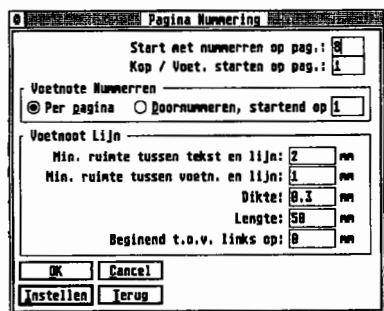 Pagina Nummering
Start met nummerren op pag.: 0
Kop / Voet. starten op pag.: 1
Voetnote Nummerren
Per pagina Doornummeren, startend op 1
Voetnoot Lijn
Min. ruimte tussen tekst en lijn: 2 mm
Min. ruimte tussen voetn. en lijn: 1 mm
Dikte: 0.3 mm
Lengte: 50 mm
Beginend t.o.v. links op: 0 mm
OK Cancel
Instellen Terug